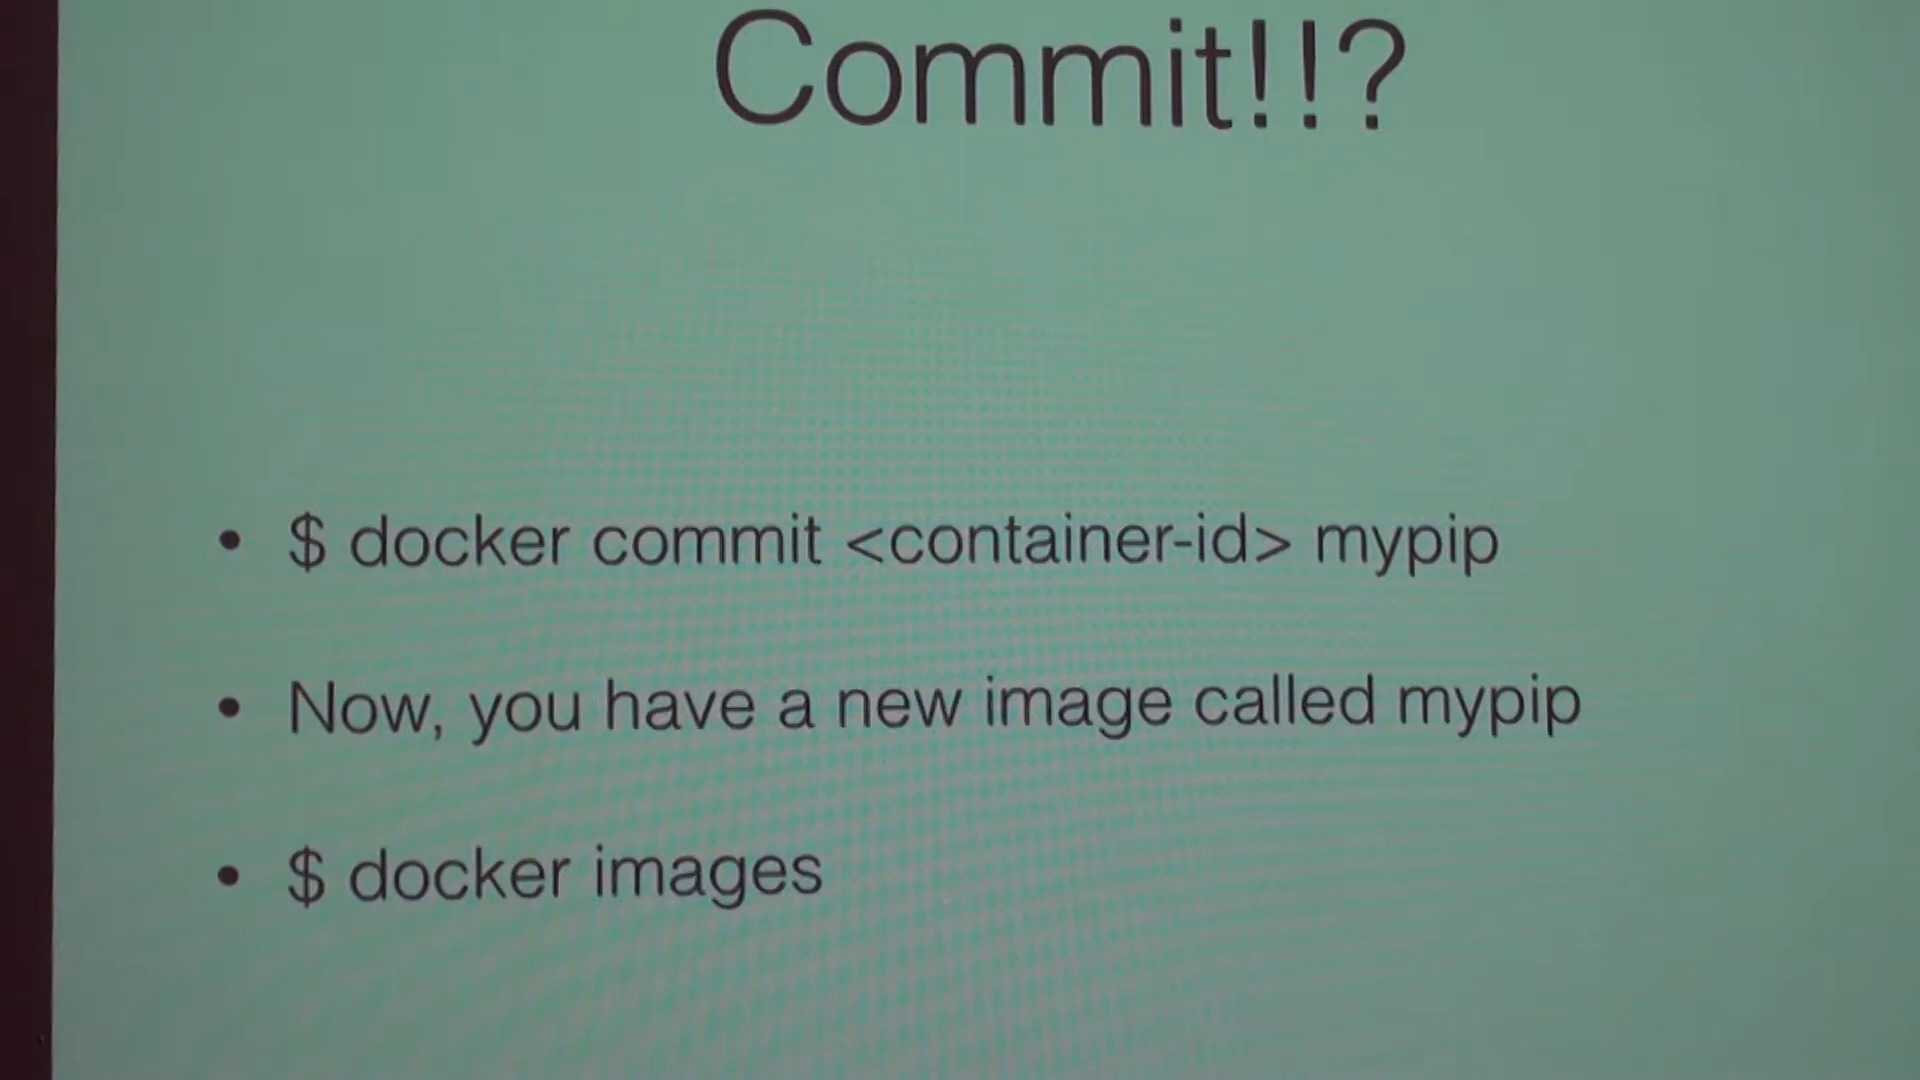 Commit!!?
• $ docker commit <container-id> mypip
• Now, you have a new image called mypip
• $ docker images